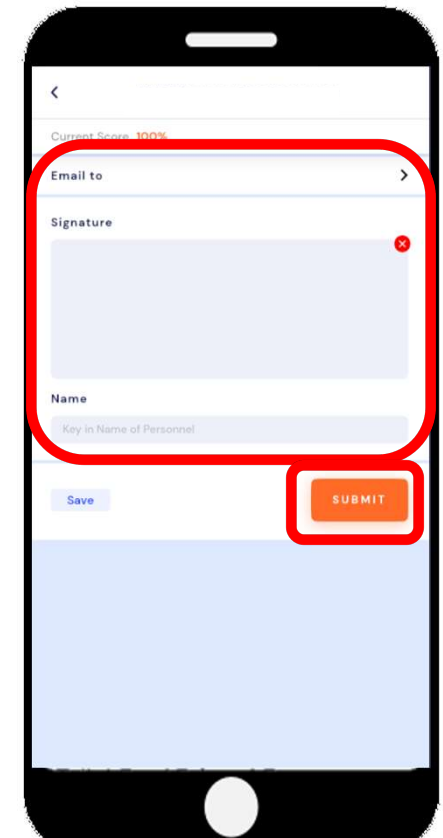 Current Score 100%
Email to
Signature
Name
Key in Name of Personnel
Save
SUBMIT